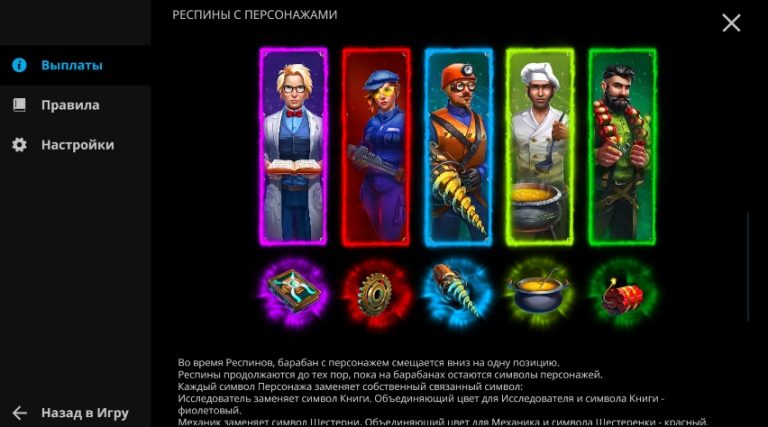 РЕСПИНЫ С ПЕРСОНАЖАМИ
Выплаты
Правила
Настройки
Во время Респинов, барабан с персонажем смещается вниз на одну позицию,
Респины продолжаются до тех пор, пока на барабанах остаются символы персонажей.
Каждый символ Персонажа заменяет собственный связанный символ:
Исследователь заменяет символ Книги. Объединяющий цвет для Исследователя и символа Книги -
фиолетовый.
Механик заменяет символ Шестерни. Объединяющий цвет для Механика и символа Шестеренки - красный.
Назад в Игру